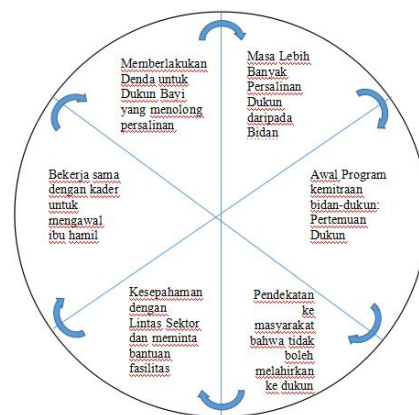 Memberlakukan
Denda untuk
Dukun Bayi
yang menolong
persalinan
Masa Lebih
Banyak
Persalinan
Dukun
daripada
Bidan
Awal Program
kemitraan
bidan-dukun:
Pertemuan
Dukun
Pendekatan
ke
masyarakat
bahwa tidak
boleh
melahirkan
ke dukun
Kesepahaman
dengan
Lintas Sektor
dan meminta
bantuan
fasilitas
Bekerja sama
dengan kader
untuk
mengawal
ibu hamil